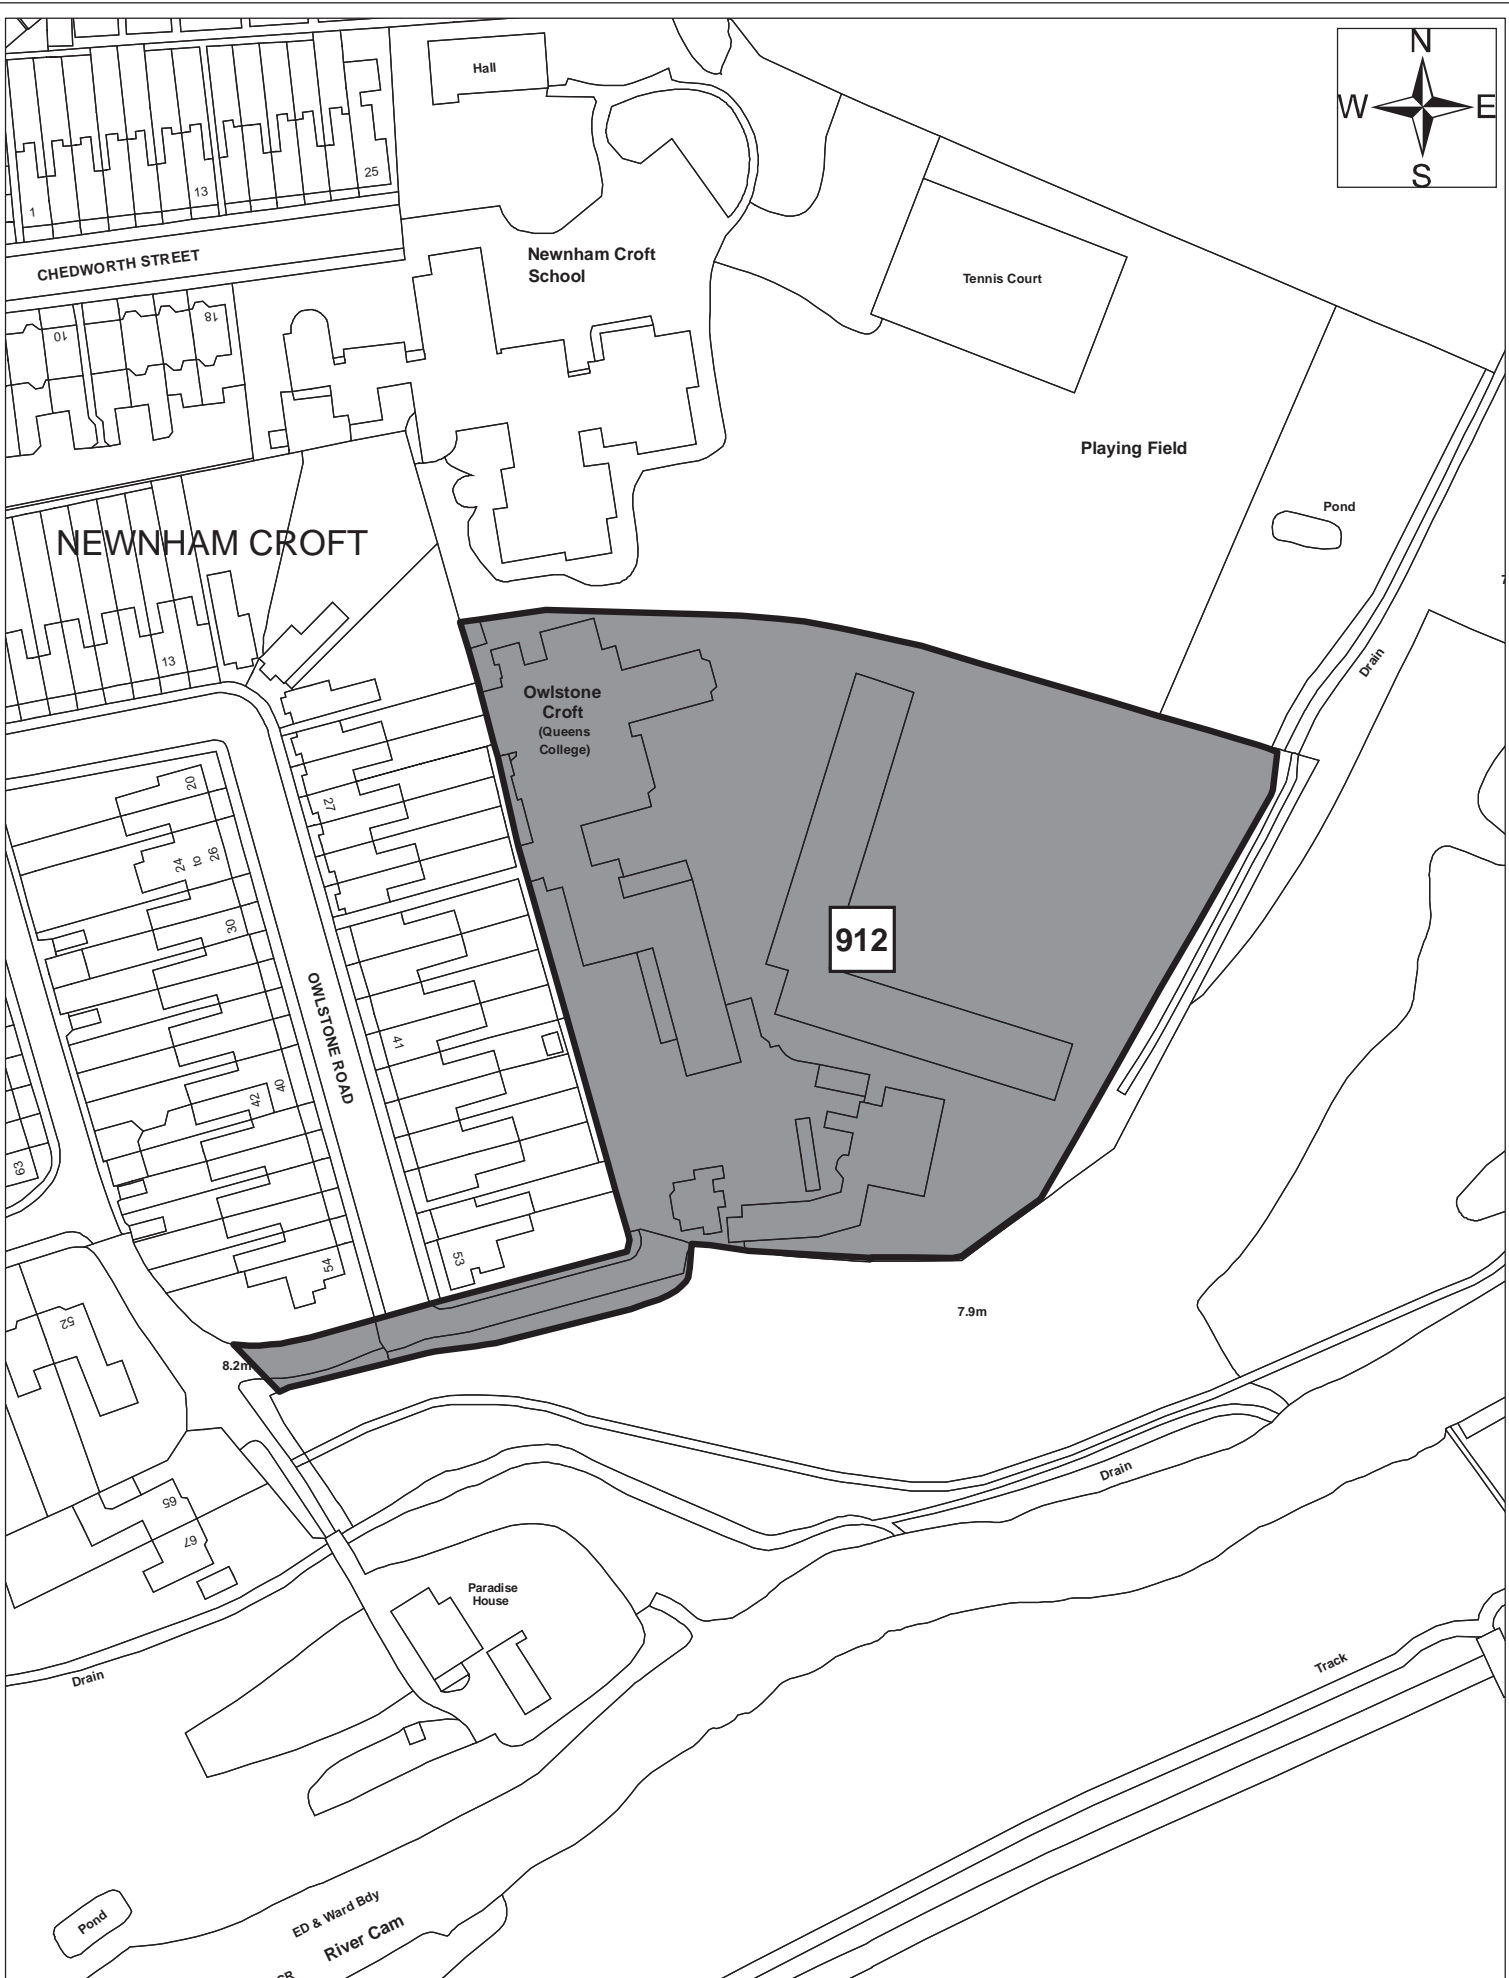 N
W E
S
Hall
1
13
25
CHEDWORTH STREET
Newnham Croft
School
Tennis Court
10
18
Playing Field
Pond
NEWNHAM CROFT
7
13
Drain
Owlstone
Croft
(Queens
College)
20
27
24
to
26
30
912
OWLSTONE ROAD
41
40
42
63
53
54
52
7.9m
8.2m
65
67
Drain
Paradise
House
Drain
Track
Pond
ED & Ward Bdy
River Cam
CR